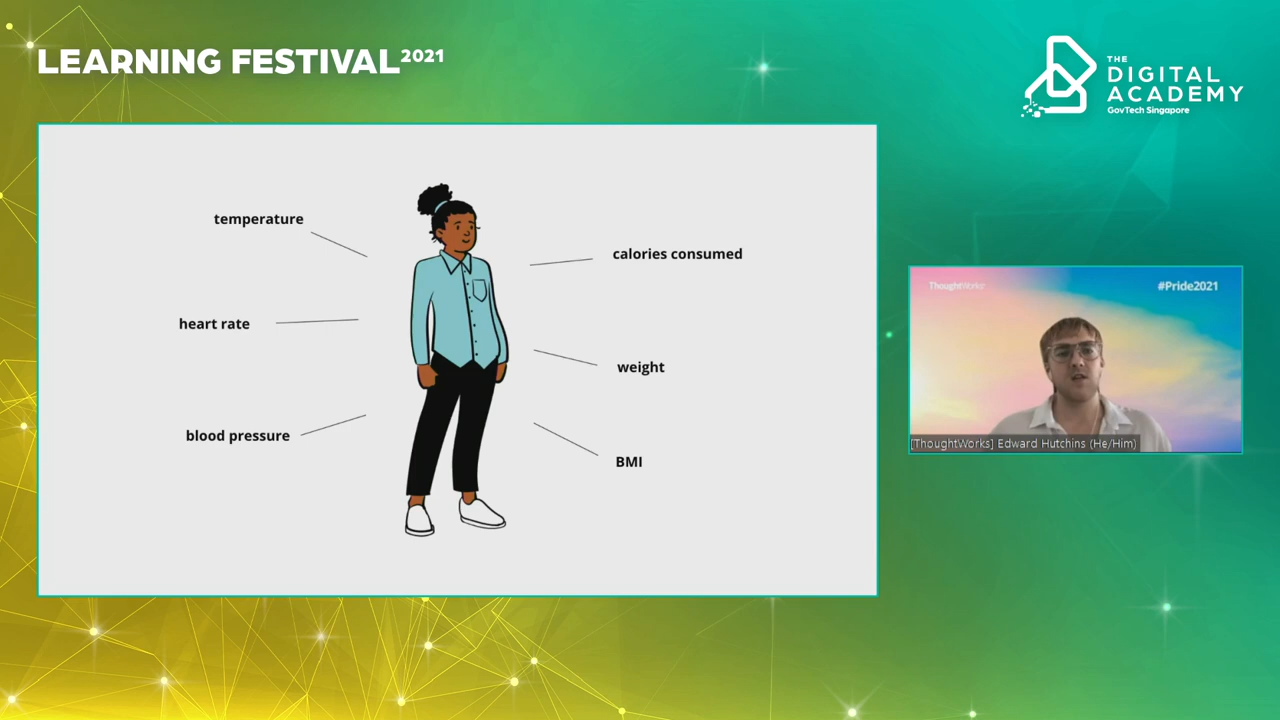 LEARNING FESTIVAL2021
THE
DIGITAL
ACADEMY
GovTech Singapore
temperature
calories consumed
heart rate
weight
blood pressure
BMI
ThoughtWorks
#Pride2021
[ThoughtWorks] Edward Hutchins (He/Him)